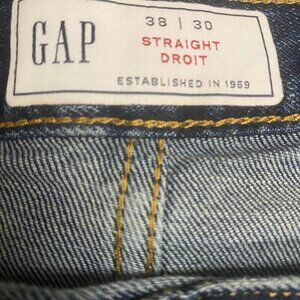 GAP
38 | 30
STRAIGHT
DROIT
ESTABLISHED IN 1969